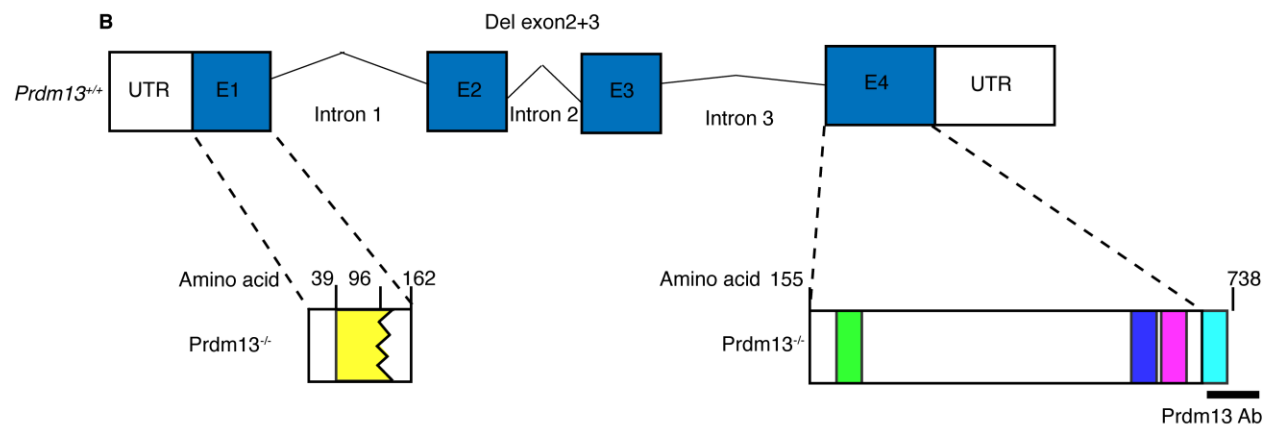 B
Del exon2+3
Prdm13+/+
UTR
E1
Intron 1
E2
Intron 2
E3
Intron 3
E4
UTR
Amino acid 39 96 162
Prdm13-/-
Amino acid 155 738
Prdm13-/-
Prdm13 Ab